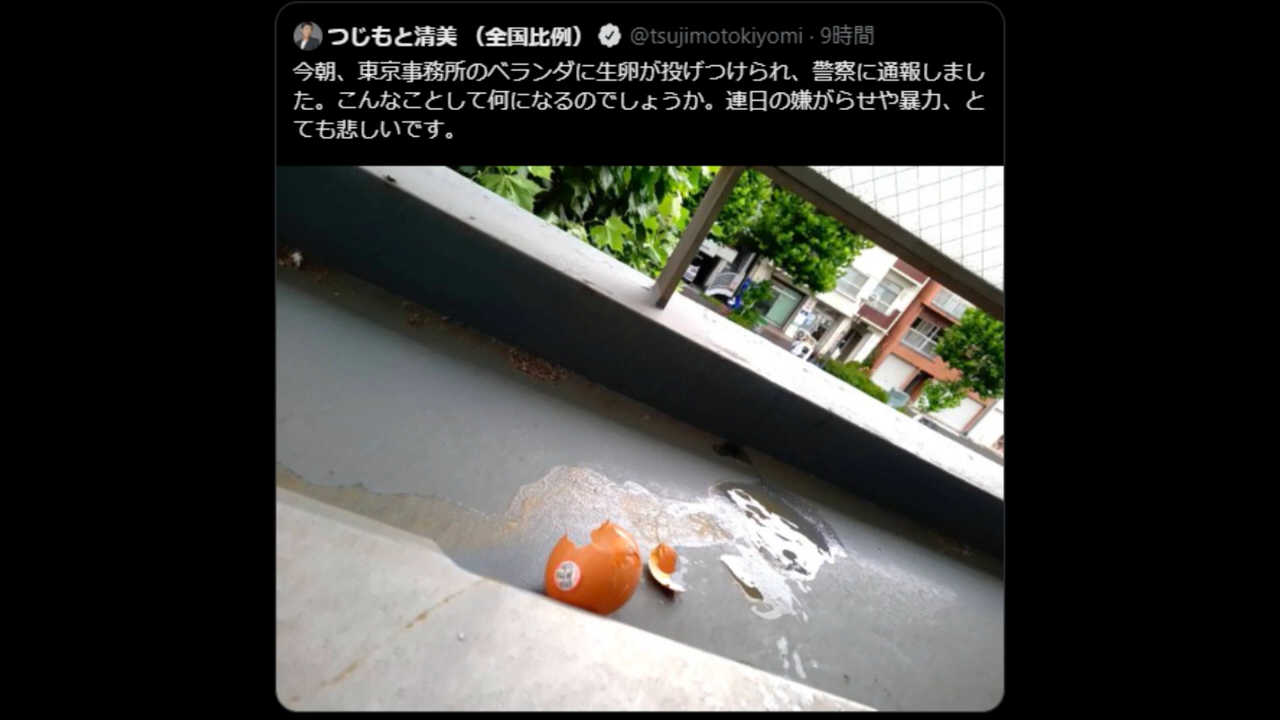 つじもと清美 （全国比例） @tsujimotokiyomi · 9時間
今朝、東京事務所のベランダに生卵が投げつけられ、警察に通報しまし
た。こんなことして何になるのでしょうか。連日の嫌がらせや暴力、と
ても悲しいです。